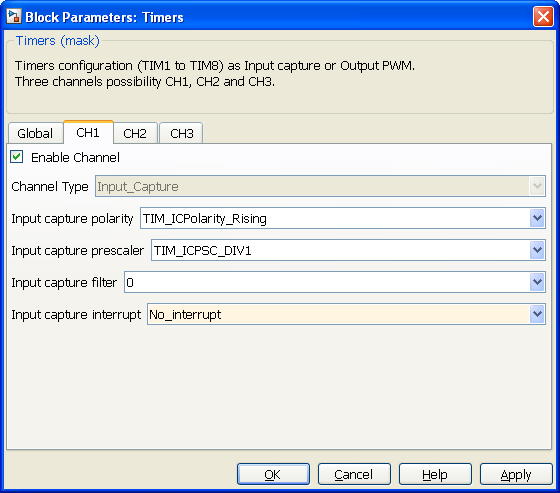 Block Parameters: Timers
Timers (mask)
Timers configuration (TIM1 to TIM8) as Input capture or Output PWM.
Three channels possibility CH1, CH2 and CH3.
Global CH1 CH2 CH3
Enable Channel
Channel Type Input_Capture
Input capture polarity TIM_ICPolarity_Rising
Input capture prescaler TIM_ICPSC_DIV1
Input capture filter 0
Input capture interrupt No_interrupt
OK Cancel Help Apply